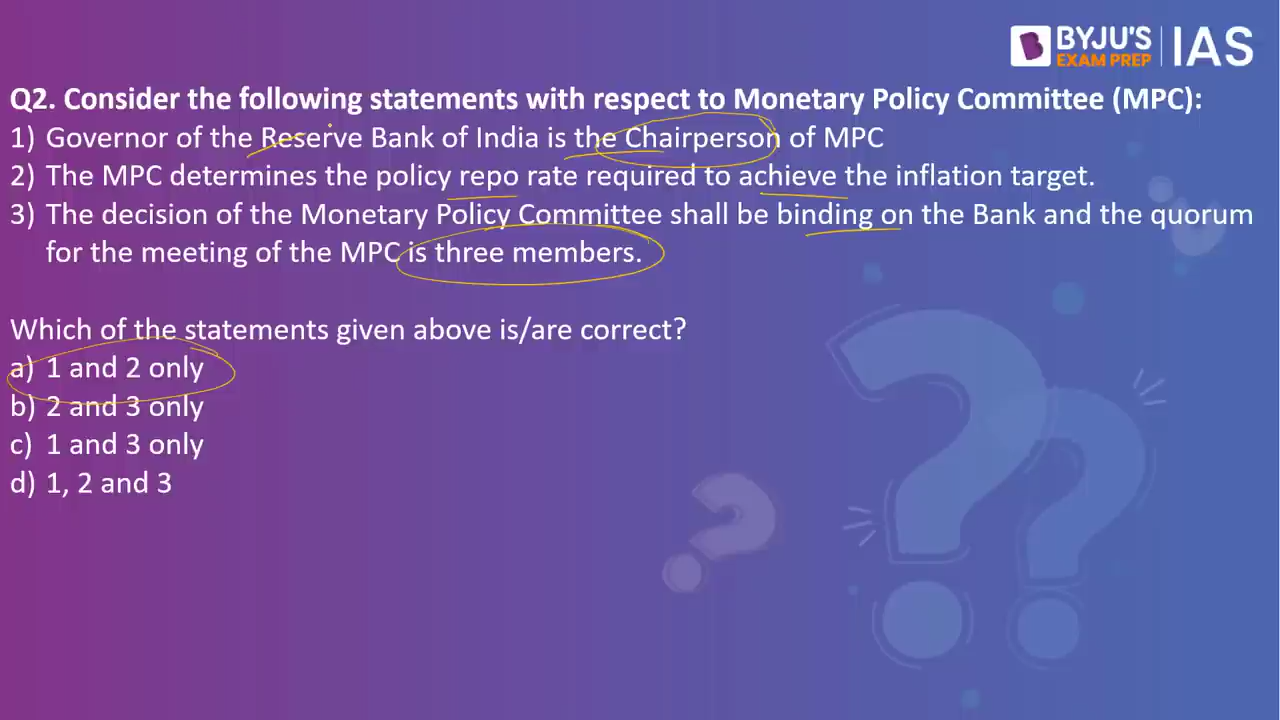 BYJU'S
EXAM PREP
IAS
Q2. Consider the following statements with respect to Monetary Policy Committee (MPC):
1) Governor of the Reserve Bank of India is the Chairperson of MPC
2) The MPC determines the policy repo rate required to achieve the inflation target.
3) The decision of the Monetary Policy Committee shall be binding on the Bank and the quorum
for the meeting of the MPC is three members.
Which of the statements given above is/are correct?
a) 1 and 2 only
b) 2 and 3 only
c) 1 and 3 only
d) 1, 2 and 3